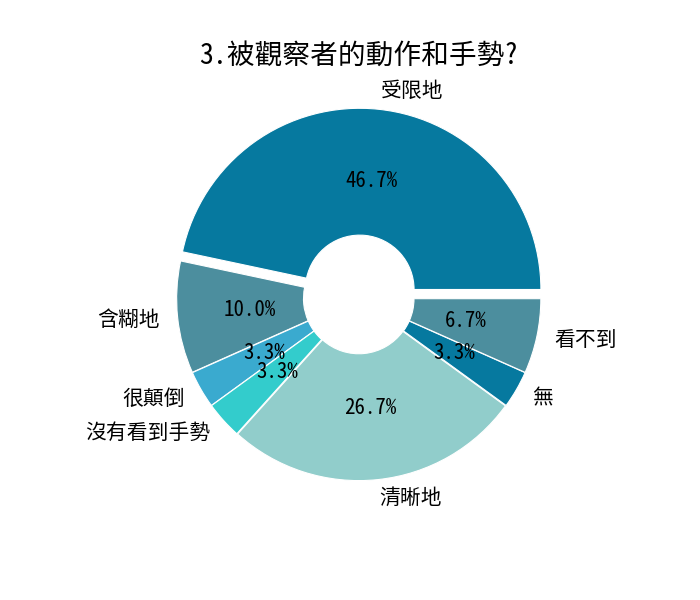 3.被觀察者的動作和手勢?
受限地
46.7%
含糊地
10.0%
很顛倒
3.3%
沒有看到手勢
3.3%
清晰地
26.7%
無
3.3%
看不到
6.7%